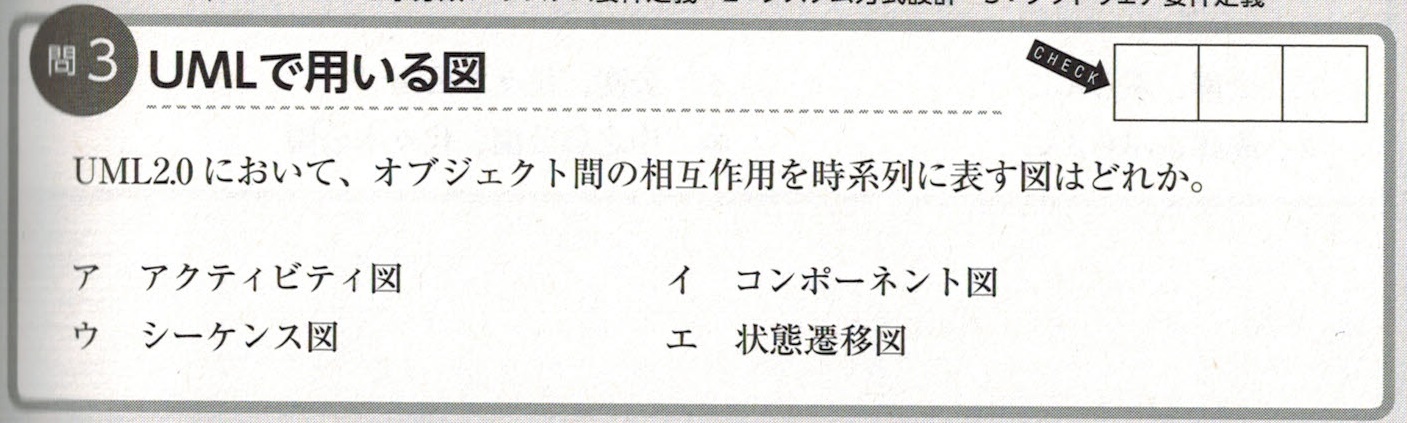 問3 UMLで用いる図
CHECK
UML2.0において、オブジェクト間の相互作用を時系列に表す図はどれか。
ア アクティビティ図 イ コンポーネント図
ウ シーケンス図 エ 状態遷移図